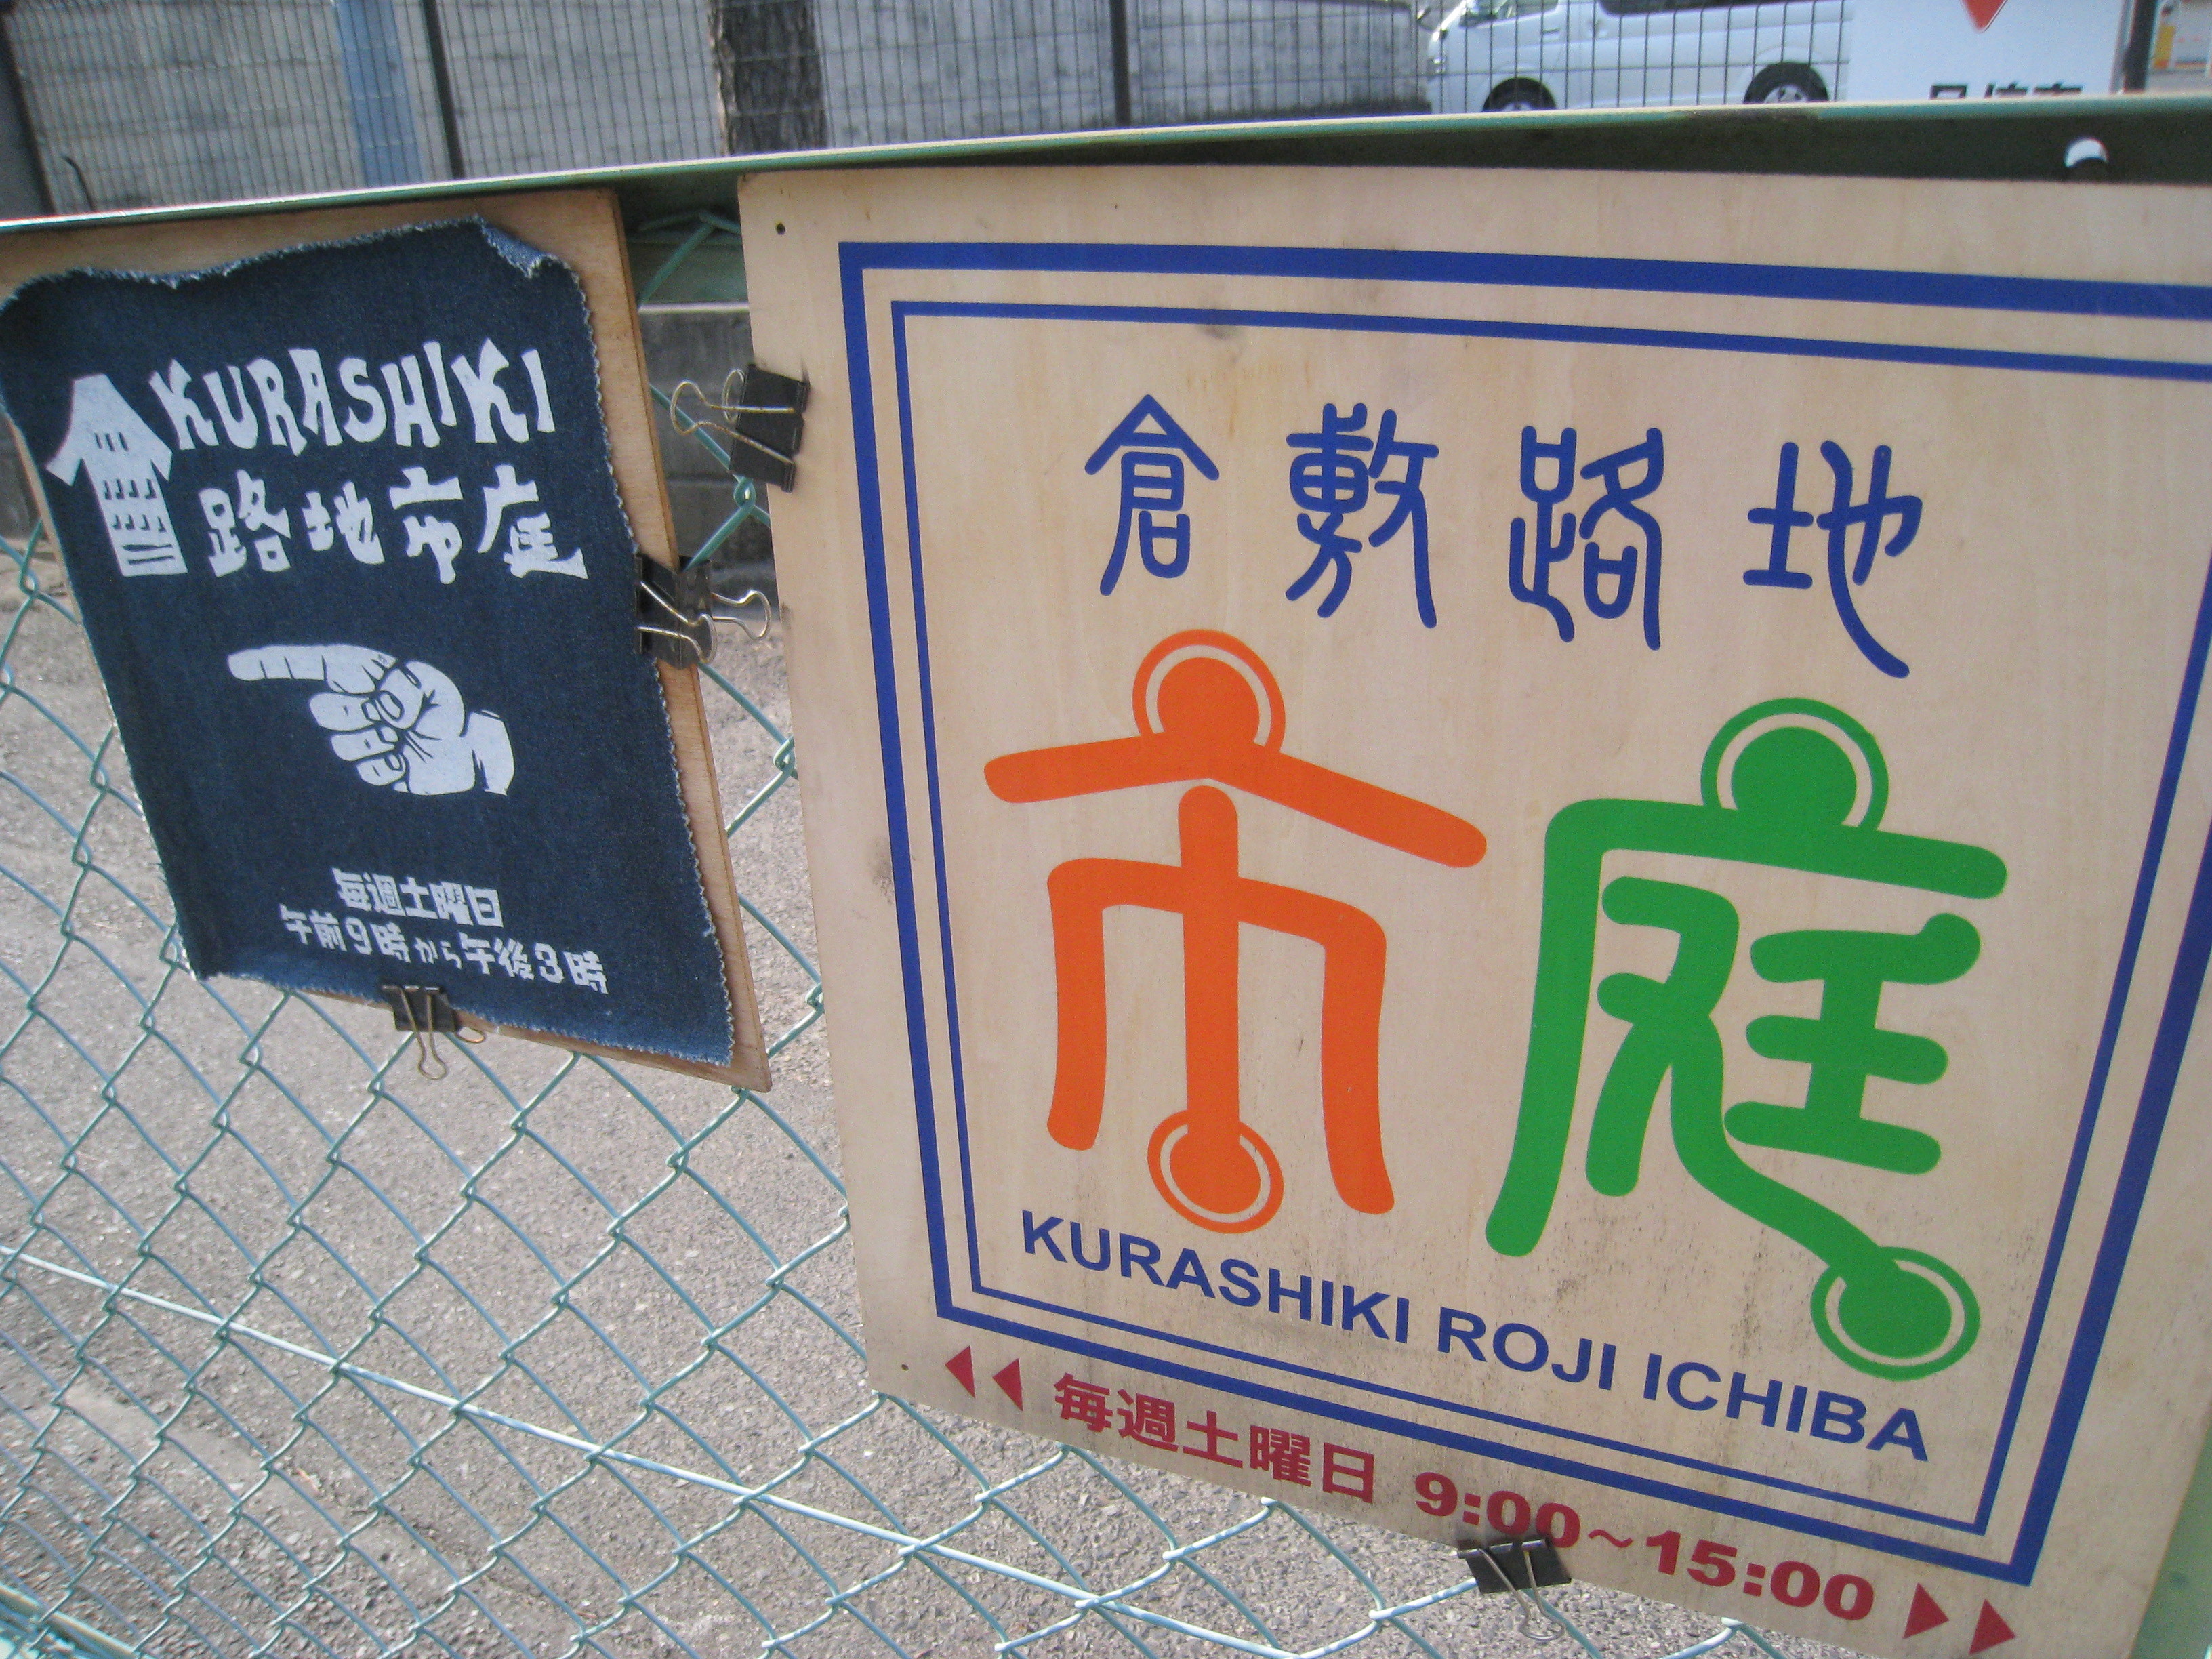 KURASHIKI
路地市庭
毎週土曜日
午前9時から午後3時
倉敷路地
市庭
KURASHIKI ROJI ICHIBA
毎週土曜日 9:00~15:00